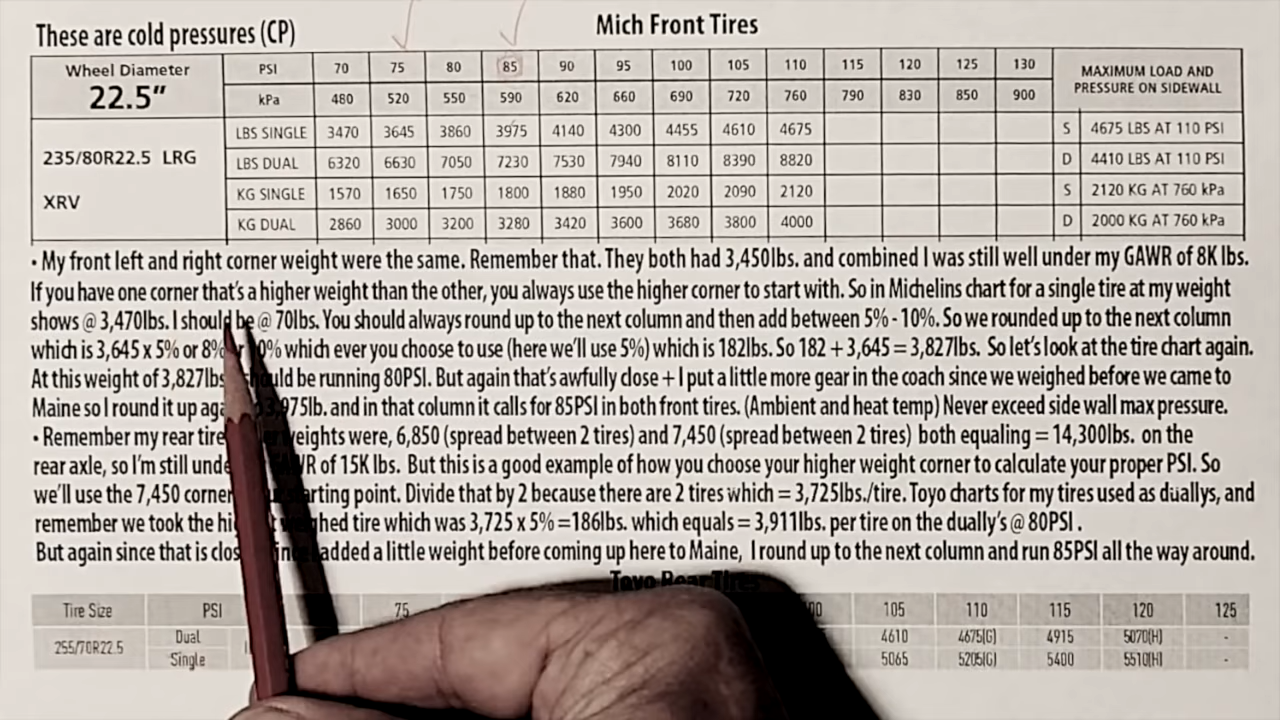 These are cold pressures (CP) Mich Front Tires
Wheel Diameter 22.5" PSI 70 75 80 85 90 95 100 105 110 115 120 125 130 MAXIMUM LOAD AND PRESSURE ON SIDEWALL
kPa 480 520 550 590 620 660 690 720 760 790 830 850 900
235/80R22.5 LRG XRV LBS SINGLE 3470 3645 3860 3975 4140 4300 4455 4610 4675 S 4675 LBS AT 110 PSI
LBS DUAL 6320 6630 7050 7230 7530 7940 8110 8390 8820 D 4410 LBS AT 110 PSI
KG SINGLE 1570 1650 1750 1800 1880 1950 2020 2090 2120 S 2120 KG AT 760 kPa
KG DUAL 2860 3000 3200 3280 3420 3600 3680 3800 4000 D 2000 KG AT 760 kPa
• My front left and right corner weight were the same. Remember that. They both had 3,450lbs. and combined I was still well under my GAWR of 8K lbs.
If you have one corner that's a higher weight than the other, you always use the higher corner to start with. So in Michelins chart for a single tire at my weight
shows @ 3,470lbs. I should be @ 70lbs. You should always round up to the next column and then add between 5% - 10%. So we rounded up to the next column
which is 3,645 x 5% or 8% which ever you choose to use (here we'll use 5%) which is 182lbs. So 182 + 3,645 = 3,827lbs. So let's look at the tire chart again.
At this weight of 3,827lbs be running 80PSI. But again that's awfully close + I put a little more gear in the coach since we weighed before we came to
Maine so I round it up 3,975lb. and in that column it calls for 85PSI in both front tires. (Ambient and heat temp) Never exceed side wall max pressure.
• Remember my rear tire weights were, 6,850 (spread between 2 tires) and 7,450 (spread between 2 tires) both equaling = 14,300lbs. on the
rear axle, so I'm still of 15K lbs. But this is a good example of how you choose your higher weight corner to calculate your proper PSI. So
we'll use the 7,450 corner point. Divide that by 2 because there are 2 tires which = 3,725lbs./tire. Toyo charts for my tires used as duallys, and
remember we took the tire which was 3,725 x 5% =186lbs. which equals = 3,911lbs. per tire on the dually's @ 80PSI .
But again since that is added a little weight before coming up here to Maine, I round up to the next column and run 85PSI all the way around.
Toyo Rear Tires
Tire Size PSI 75 105 110 115 120 125
255/70R22.5 Dual 4610 4675(G) 4915 5070(H) -
Single 5065 5205(G) 5400 5510(H) -